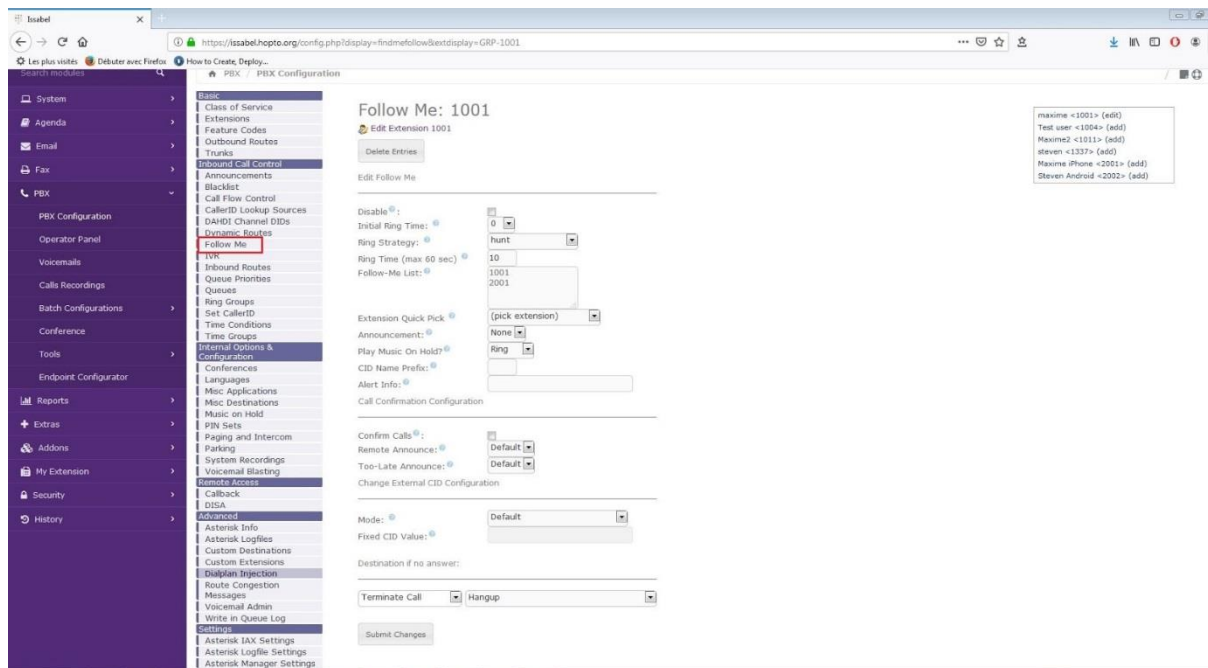 Issabel
https://issabel.hopto.org/config.php?display=findmefollow&extdisplay=GRP-1001
Les plus visités Débuter avec Firefox How to Create, Deploy...
Search modules
System
Agenda
Email
Fax
PBX
PBX Configuration
Operator Panel
Voicemails
Calls Recordings
Batch Configurations
Conference
Tools
Endpoint Configurator
Reports
Extras
Addons
My Extension
Security
History
PBX / PBX Configuration
Basic
Class of Service
Extensions
Feature Codes
Outbound Routes
Trunks
Inbound Call Control
Announcements
Blacklist
Call Flow Control
CallerID Lookup Sources
DAHDI Channel DIDs
Dynamic Routes
Follow Me
IVR
Inbound Routes
Queue Priorities
Queues
Ring Groups
Set CallerID
Time Conditions
Time Groups
Internal Options &
Configuration
Conferences
Languages
Misc Applications
Misc Destinations
Music on Hold
PIN Sets
Paging and Intercom
Parking
System Recordings
Voicemail Blasting
Remote Access
Callback
DISA
Advanced
Asterisk Info
Asterisk Logfiles
Custom Destinations
Custom Extensions
Dialplan Injection
Route Congestion
Messages
Voicemail Admin
Write in Queue Log
Settings
Asterisk IAX Settings
Asterisk Logfile Settings
Asterisk Manager Settings
Follow Me: 1001
Edit Extension 1001
Delete Entries
Edit Follow Me
Disable :
Initial Ring Time: 0
Ring Strategy: hunt
Ring Time (max 60 sec) 10
Follow-Me List: 1001
2001
Extension Quick Pick (pick extension)
Announcement: None
Play Music On Hold? Ring
CID Name Prefix:
Alert Info:
Call Confirmation Configuration
Confirm Calls :
Remote Announce: Default
Too-Late Announce: Default
Change External CID Configuration
Mode: Default
Fixed CID Value:
Destination if no answer:
Terminate Call Hangup
Submit Changes
maxime <1001> (edit)
Test user <1004> (add)
Maxime2 <1011> (add)
steven <1337> (add)
Maxime iPhone <2001> (add)
Steven Android <2002> (add)